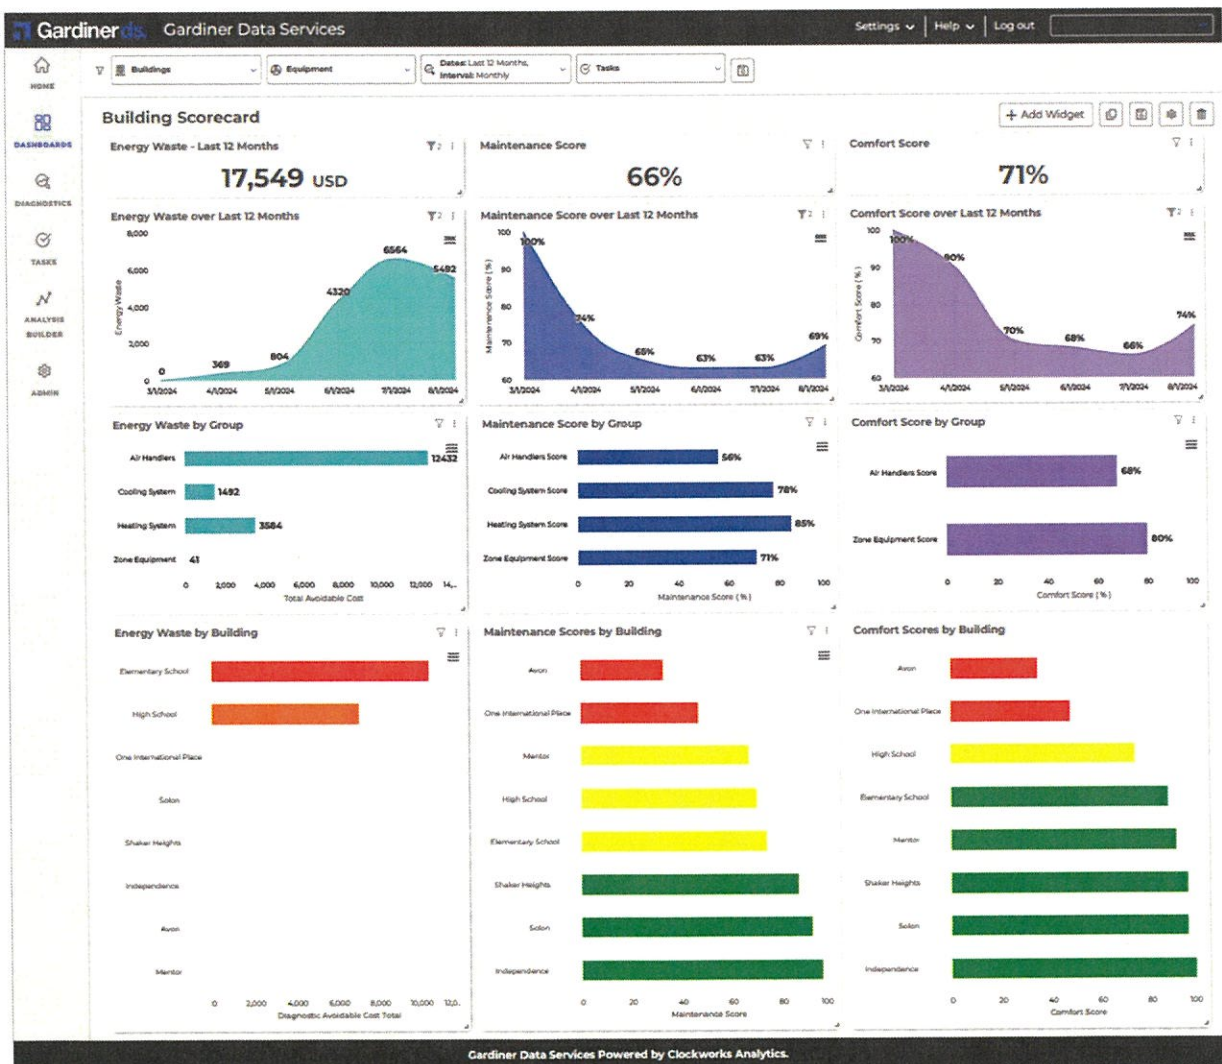 Gardiner ds. Gardiner Data Services Settings Help Log out
Buildings Equipment Dates: Last 12 Months, Interval: Monthly Tasks
HOME
DASHBOARDS
DIAGNOSTICS
TASKS
ANALYSIS
BUILDER
ADMIN
Building Scorecard + Add Widget
Energy Waste - Last 12 Months
17,549 USD
Maintenance Score
66%
Comfort Score
71%
Energy Waste over Last 12 Months
8,000
6,000
4,000
2,000
0
Energy Waste
0 369 804 4320 6564 5492
3/1/2024 4/1/2024 5/1/2024 6/1/2024 7/1/2024 8/1/2024
Maintenance Score over Last 12 Months
100
90
80
70
60
Maintenance Score (%)
100% 74% 65% 63% 63% 69%
3/1/2024 4/1/2024 5/1/2024 6/1/2024 7/1/2024 8/1/2024
Comfort Score over Last 12 Months
100
90
80
70
60
Comfort Score (%)
100% 90% 70% 68% 66% 74%
3/1/2024 4/1/2024 5/1/2024 6/1/2024 7/1/2024 8/1/2024
Energy Waste by Group
Air Handlers 12432
Cooling System 1492
Heating System 3584
Zone Equipment 41
0 2,000 4,000 6,000 8,000 10,000 12,000 14,..
Total Avoidable Cost
Maintenance Score by Group
Air Handlers Score 56%
Cooling System Score 78%
Heating System Score 85%
Zone Equipment Score 71%
0 20 40 60 80 100
Maintenance Score (%)
Comfort Score by Group
Air Handlers Score 68%
Zone Equipment Score 80%
0 20 40 60 80 100
Comfort Score (%)
Energy Waste by Building
Elementary School
High School
One International Place
Solon
Shaker Heights
Independence
Avon
Mentor
0 2,000 4,000 6,000 8,000 10,000 12,0..
Diagnostic Avoidable Cost Total
Maintenance Scores by Building
Avon
One International Place
Mentor
High School
Elementary School
Shaker Heights
Solon
Independence
0 20 40 60 80 100
Maintenance Score
Comfort Scores by Building
Avon
One International Place
High School
Elementary School
Mentor
Shaker Heights
Solon
Independence
0 20 40 60 80 100
Comfort Score
Gardiner Data Services Powered by Clockworks Analytics.